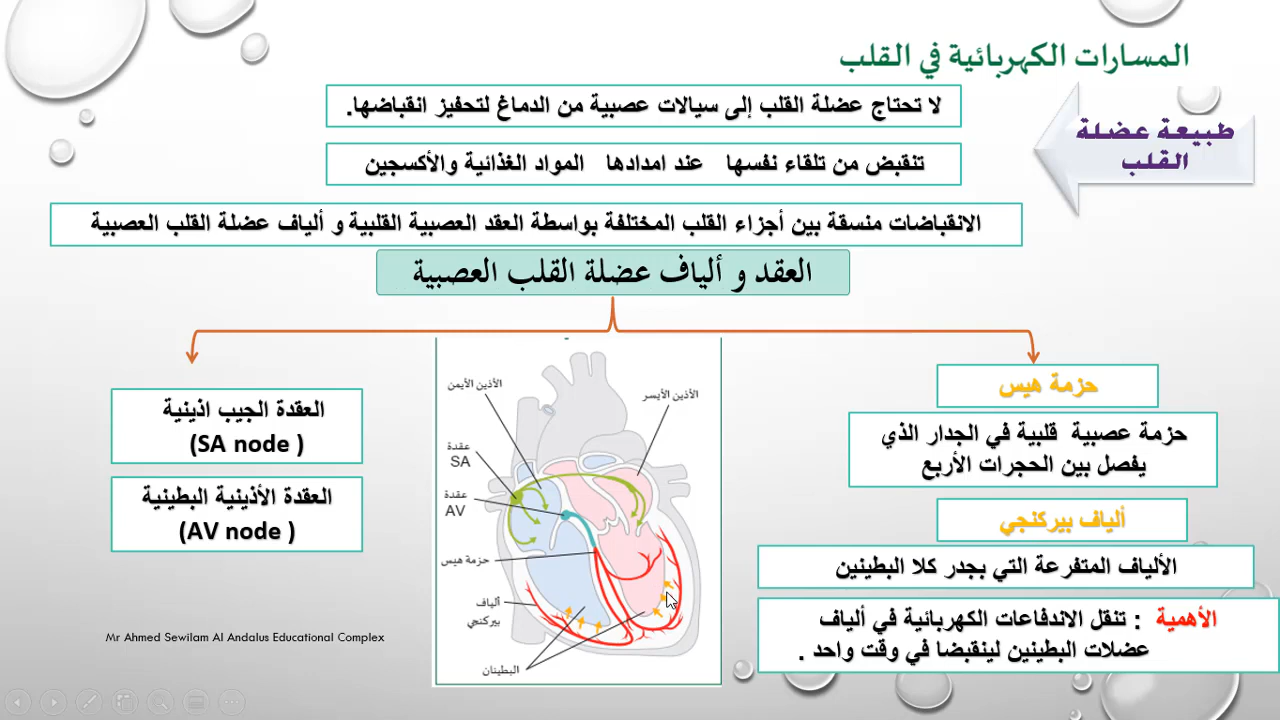 المسارات الكهربائية في القلب
طبيعة عضلة
القلب
لا تحتاج عضلة القلب إلى سيالات عصبية من الدماغ لتحفيز انقباضها.
تنقبض من تلقاء نفسها عند امدادها المواد الغذائية والأكسجين
الانقباضات منسقة بين أجزاء القلب المختلفة بواسطة العقد العصبية القلبية و ألياف عضلة القلب العصبية
العقد و ألياف عضلة القلب العصبية
حزمة هيس
حزمة عصبية قلبية في الجدار الذي
يفصل بين الحجرات الأربع
ألياف بيركنجي
الألياف المتفرعة التي بجدر كلا البطينين
الأهمية : تنقل الاندفاعات الكهربائية في ألياف
عضلات البطينين لينقبضا في وقت واحد .
الأذين الأيمن
الأذين الأيسر
عقدة
SA
عقدة
AV
حزمة هيس
ألياف
بيركنجي
البطينان
العقدة الجيب اذينية
(SA node )
العقدة الأذينية البطينية
(AV node )
Mr Ahmed Sewilam Al Andalus Educational Complex